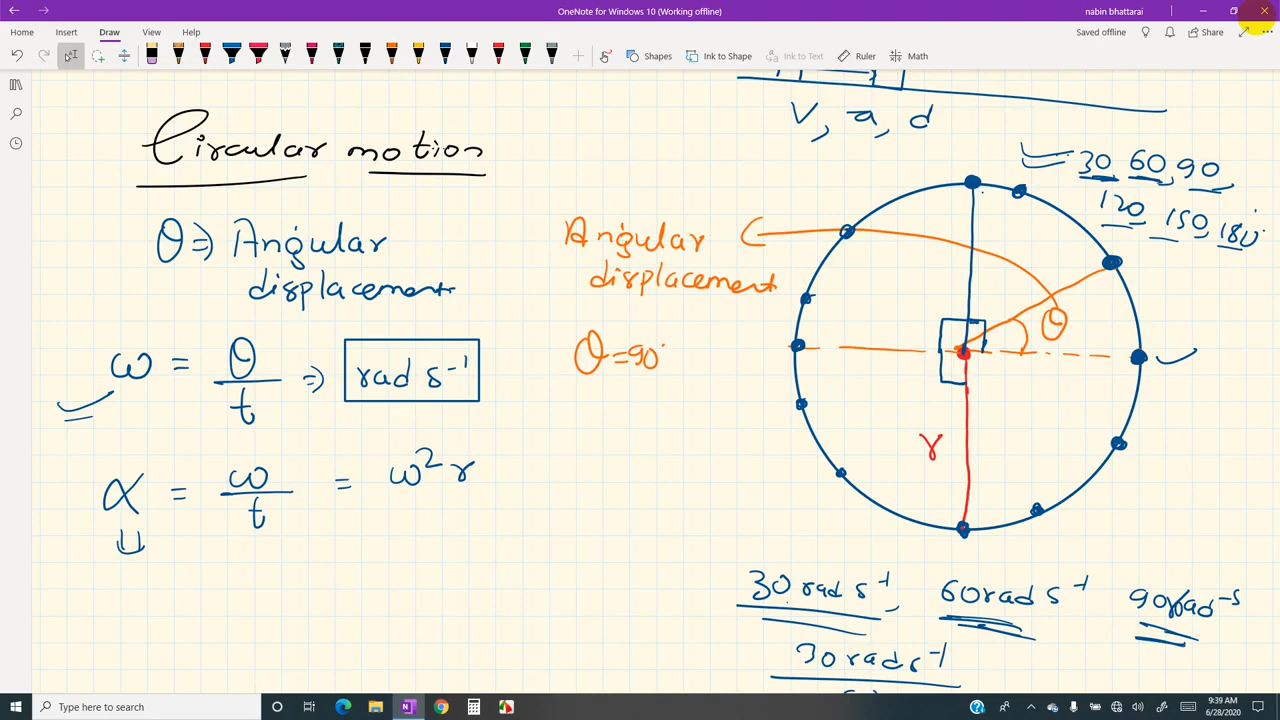 OneNote for Windows 10 (Working offline)
nabin bhattarai
Home Insert Draw View Help
Saved offline
Share
Shapes
Ink to Shape
Ink to Text
Ruler
Math
V, a, d
Circular motion
30 60, 90
120, 150, 180
θ ⇒ Angular
displacement
Angular
displacement
θ
θ = 90°
ω = θ/t ⇒ rad s⁻¹
r
α = ω/t = ω² r
30 rad s⁻¹, 60 rad s⁻¹ 90 rad⁻ˢ
30 rad s⁻¹
Type here to search
9:39 AM
6/28/2020